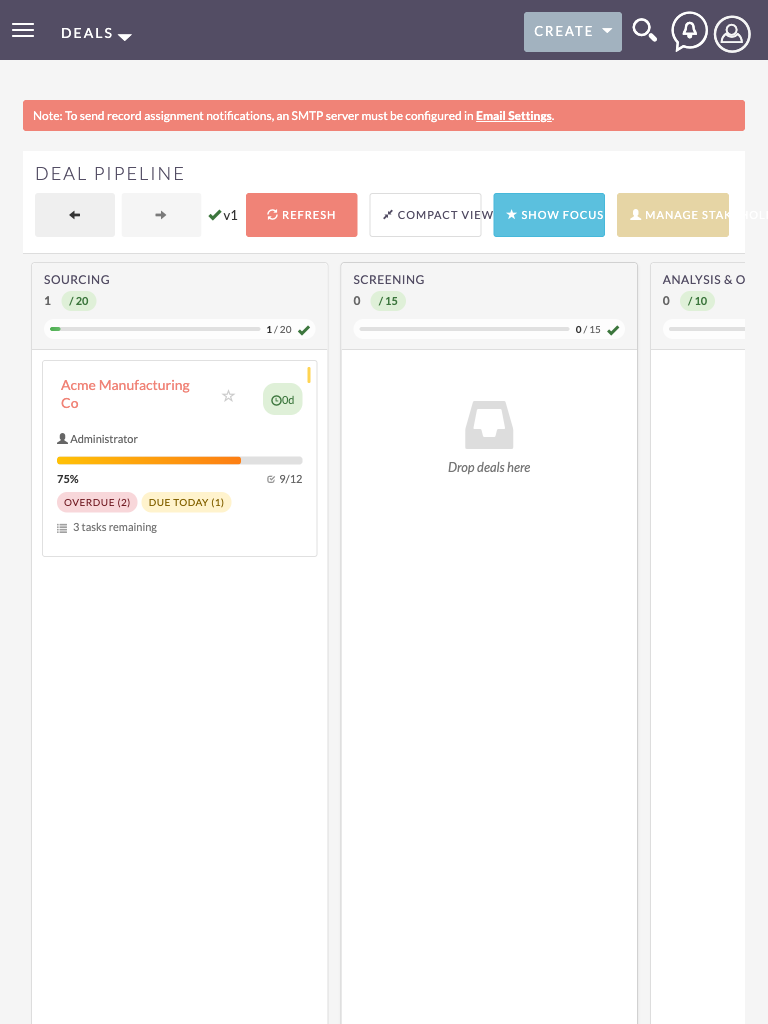 DEALS
CREATE
Note: To send record assignment notifications, an SMTP server must be configured in Email Settings.
DEAL PIPELINE
v1
REFRESH
COMPACT VIEW
SHOW FOCUS
MANAGE
SOURCING
1 / 20
1 / 20
SCREENING
0 / 15
0 / 15
ANALYSIS &
0 / 10
Acme Manufacturing
Co
0d
Administrator
75% 9/12
OVERDUE (2) DUE TODAY (1)
3 tasks remaining
Drop deals here